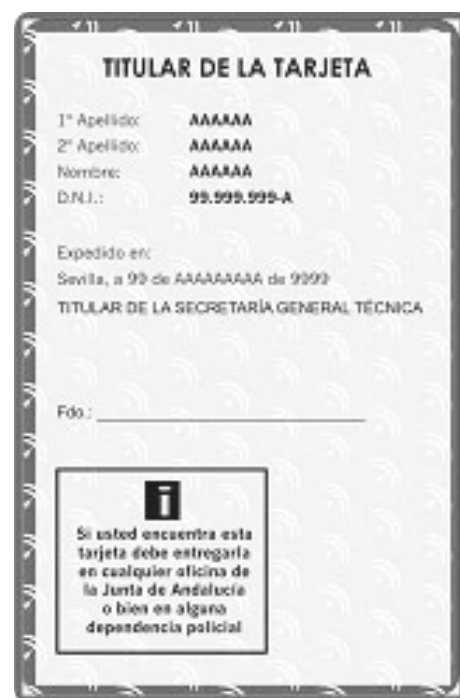 TITULAR DE LA TARJETA
1º Apellido: AAAAAA
2º Apellido: AAAAAA
Nombre: AAAAAA
D.N.I.: 99.999.999-A
Expedido en:
Sevilla, a 99 de AAAAAAAAA de 9999
TITULAR DE LA SECRETARÍA GENERAL TÉCNICA
Fdo.:
i
Si usted encuentra esta
tarjeta debe entregarla
en cualquier oficina de
la Junta de Andalucía
o bien en alguna
dependencia policial